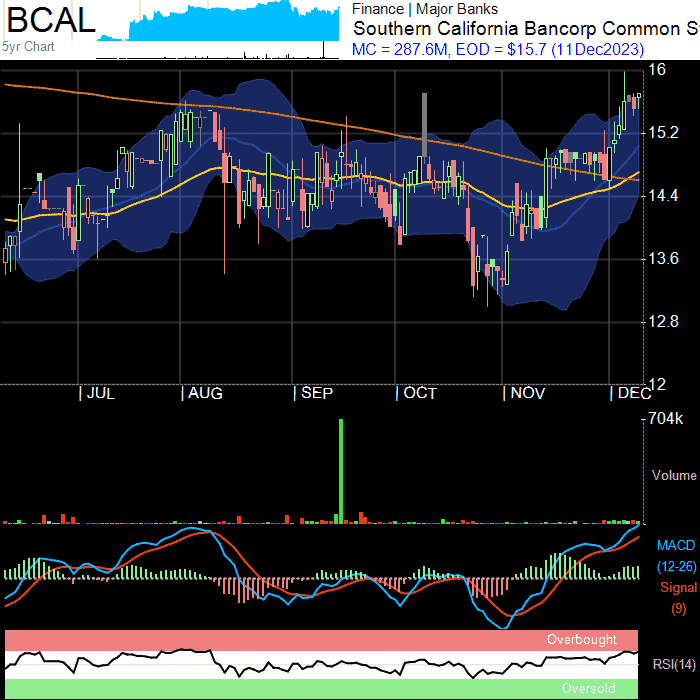 BCAL
5yr Chart
Finance | Major Banks
Southern California Bancorp Common S
MC = 287.6M, EOD = $15.7 (11Dec2023)
16
15.2
14.4
13.6
12.8
12
| JUL | AUG | SEP | OCT | NOV | DEC
704k
Volume
MACD
(12-26)
Signal
(9)
Overbought
RSI(14)
Oversold